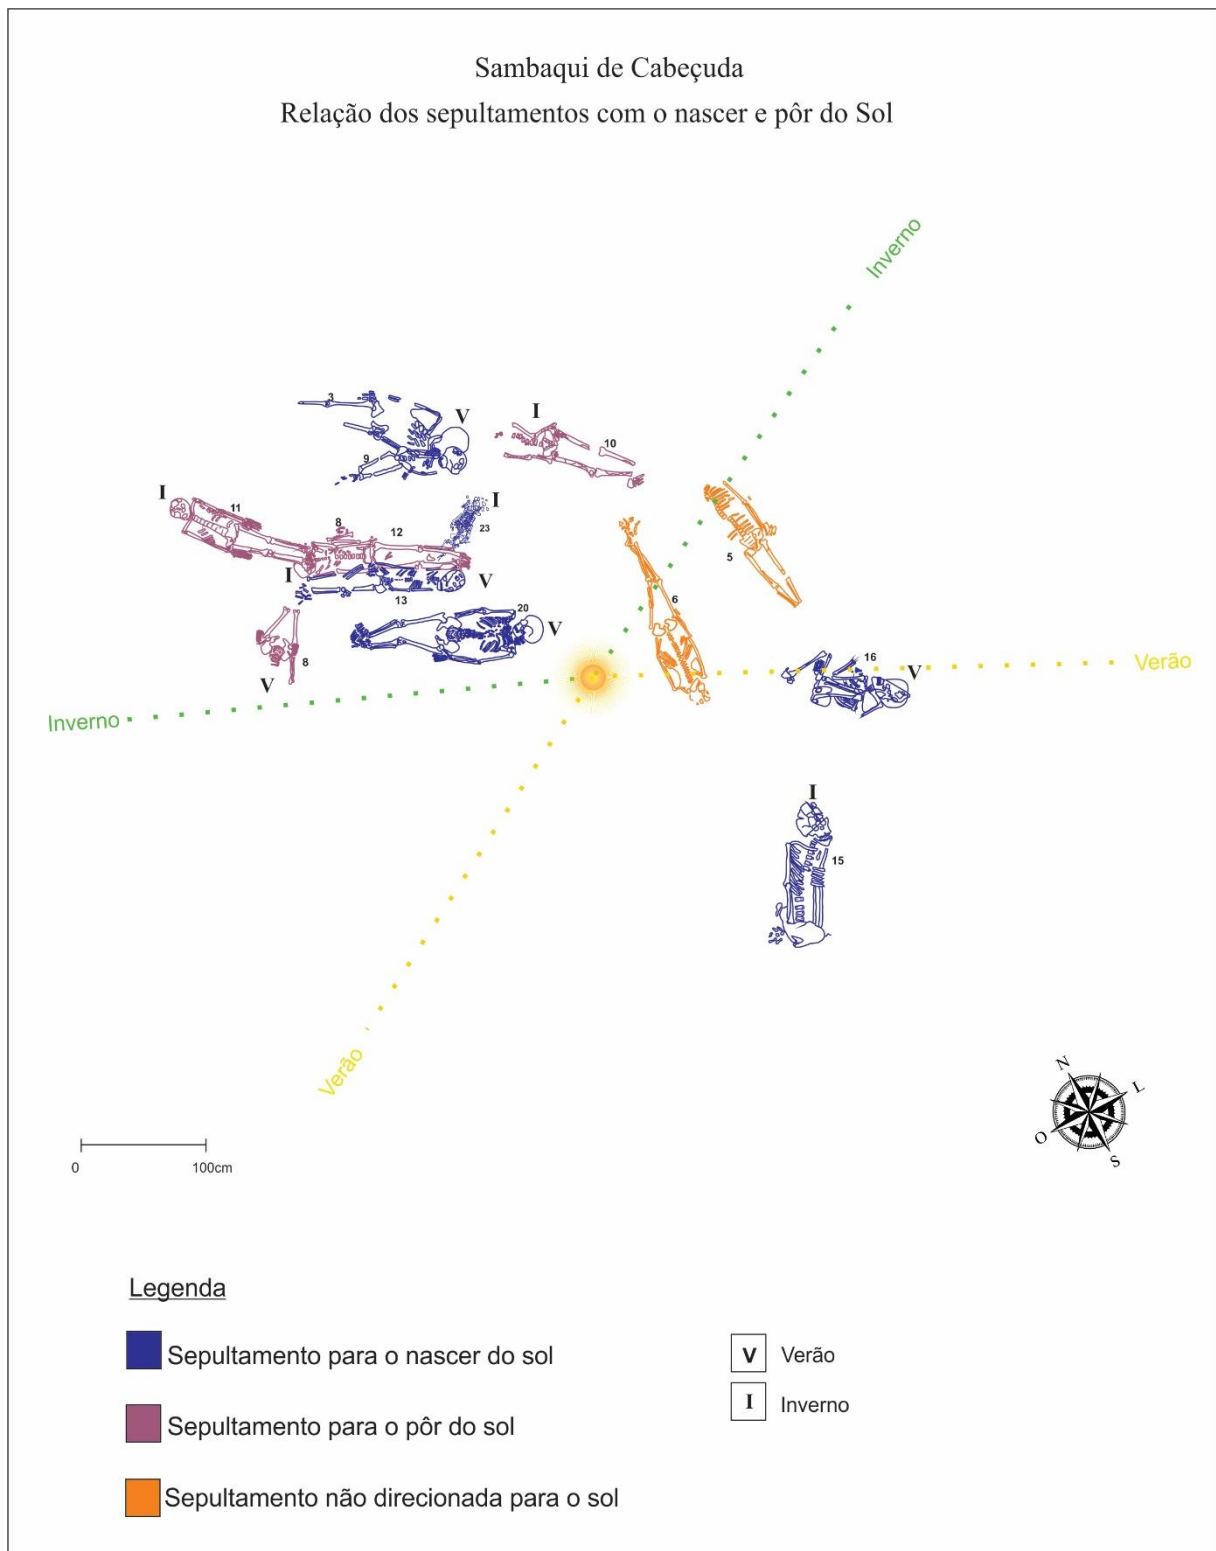 Sambaqui de Cabeçuda
Relação dos sepultamentos com o nascer e pôr do Sol
Inverno
3
V
I
10
9
I
11
8
12
I
23
5
I
13
V
6
20
V
8
V
16
V
Verão
Inverno
I
15
Verão
N
L
O
S
0
100cm
Legenda
Sepultamento para o nascer do sol
V
Verão
I
Inverno
Sepultamento para o pôr do sol
Sepultamento não direcionada para o sol